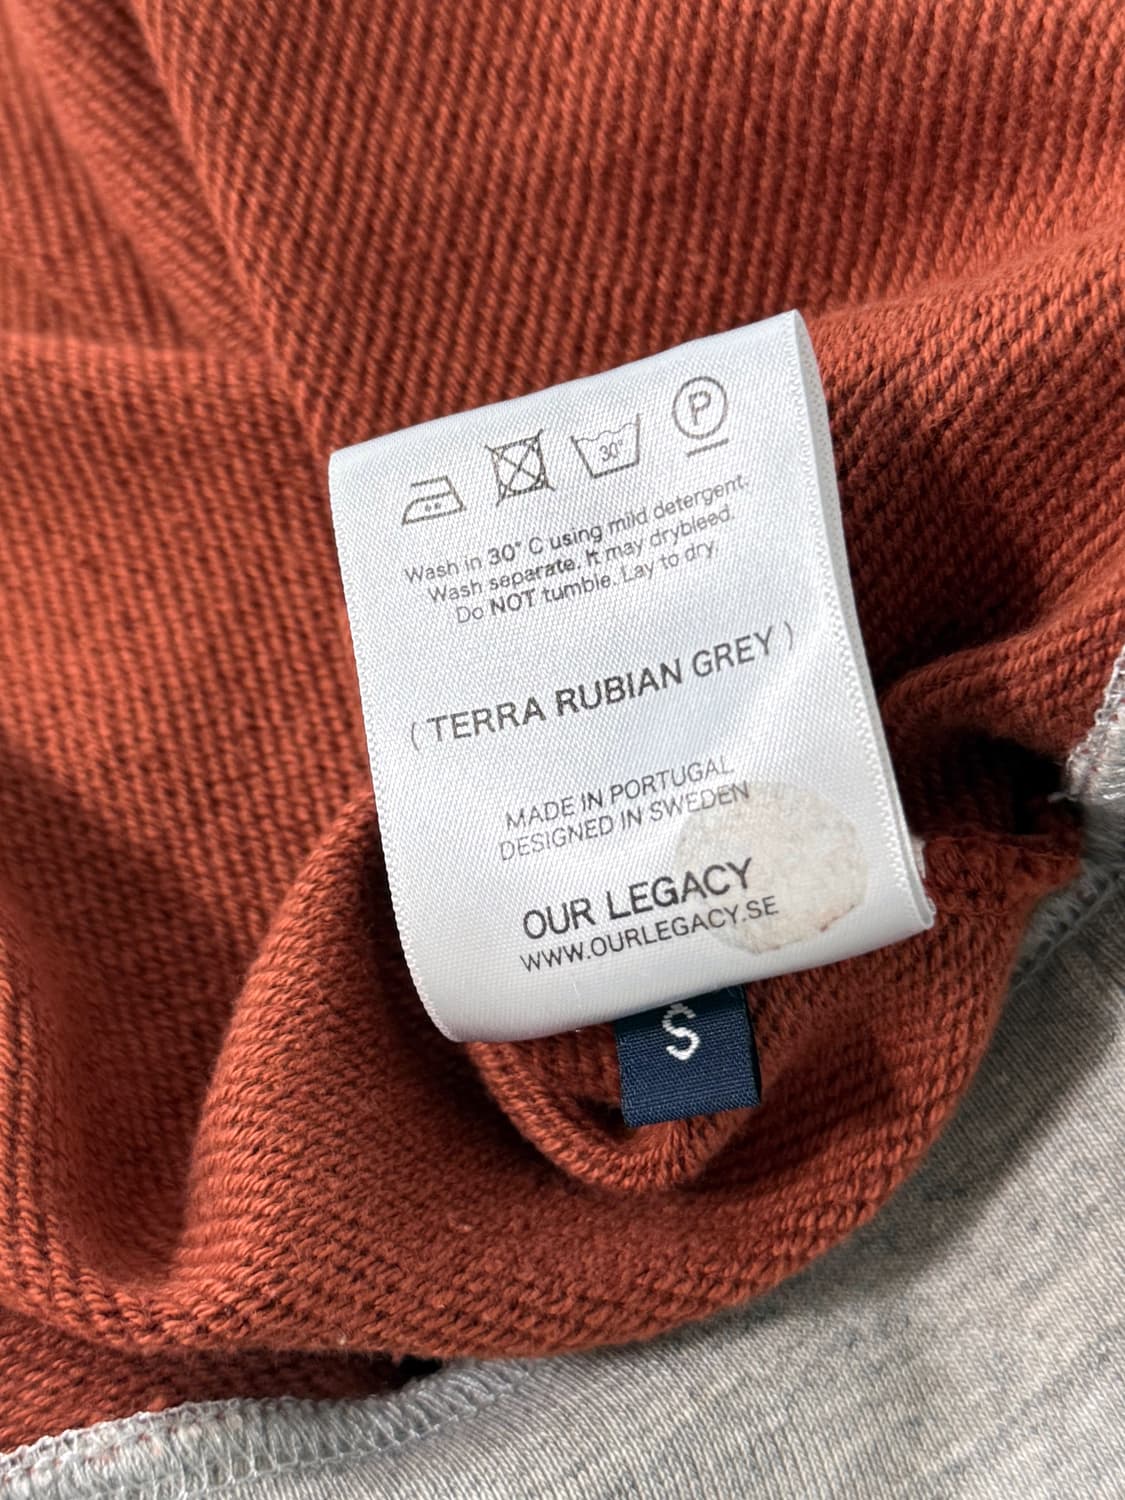 P
30°
Wash in 30° C using mild detergent.
Wash separate. It may drybleed.
Do NOT tumble. Lay to dry.
( TERRA RUBIAN GREY )
MADE IN PORTUGAL
DESIGNED IN SWEDEN
OUR LEGACY
WWW.OURLEGACY.SE
S